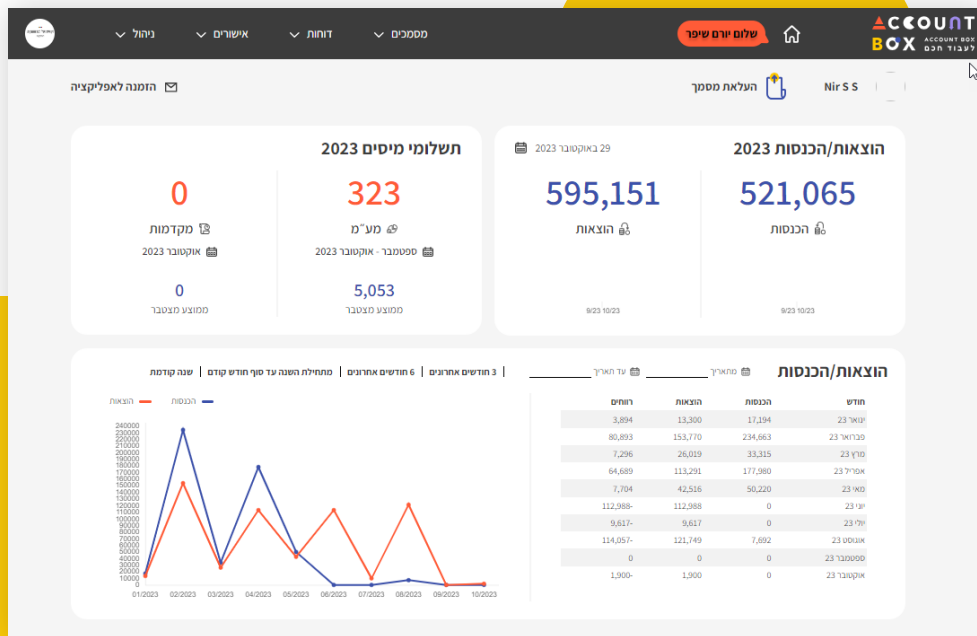 ACCOUNT
BOX ACCOUNT BOX
לעבוד חכם
שלום יורם שיפר
מסמכים
דוחות
אישורים
ניהול
Nir S S
העלאת מסמך
הזמנה לאפליקציה
הוצאות/הכנסות 2023
29 באוקטובר 2023
521,065
הכנסות
9/23 10/23
595,151
הוצאות
9/23 10/23
תשלומי מיסים 2023
323
מע״מ
ספטמבר - אוקטובר 2023
5,053
ממוצע מצטבר
0
מקדמות
אוקטובר 2023
0
ממוצע מצטבר
הוצאות/הכנסות
מתאריך
עד תאריך
3 חודשים אחרונים | 6 חודשים אחרונים | מתחילת השנה עד סוף חודש קודם | שנה קודמת
חודש הכנסות הוצאות רווחים
ינואר 23 17,194 13,300 3,894
פברואר 23 234,663 153,770 80,893
מרץ 23 33,315 26,019 7,296
אפריל 23 177,980 113,291 64,689
מאי 23 50,220 42,516 7,704
יוני 23 0 112,988 112,988-
יולי 23 0 9,617 9,617-
אוגוסט 23 7,692 121,749 114,057-
ספטמבר 23 0 0 0
אוקטובר 23 0 1,900 1,900-
הכנסות
הוצאות
240000
230000
220000
210000
200000
190000
180000
170000
160000
150000
140000
130000
120000
110000
100000
90000
80000
70000
60000
50000
40000
30000
20000
10000
0
01/2023 02/2023 03/2023 04/2023 05/2023 06/2023 07/2023 08/2023 09/2023 10/2023